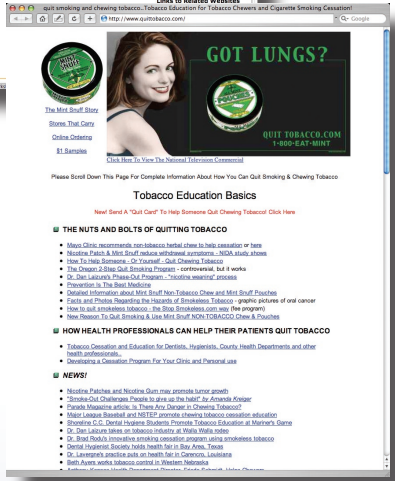 Links to Related Websites
quit smoking and chewing tobacco..Tobacco Education for Tobacco Chewers and Cigarette Smoking Cessation!
http://www.quittobacco.com/
Google
MINT SNUFF
The Mint Snuff Story
Stores That Carry
Online Ordering
$1 Samples
GOT LUNGS?
QUIT TOBACCO.COM
1-800-EAT-MINT
Click Here To View The National Television Commercial
Please Scroll Down This Page For Complete Information About How You Can Quit Smoking & Chewing Tobacco
Tobacco Education Basics
New! Send A "Quit Card" To Help Someone Quit Chewing Tobacco! Click Here
THE NUTS AND BOLTS OF QUITTING TOBACCO
Mayo Clinic recommends non-tobacco herbal chew to help cessation or here
Nicotine Patch & Mint Snuff reduce withdrawal symptoms - NIDA study shows
How To Help Someone - Or Yourself - Quit Chewing Tobacco
The Oregon 2-Step Quit Smoking Program - controversial, but it works
Dr. Dan Laizure's Phase-Out Program - "nicotine weaning" process
Prevention Is The Best Medicine
Detailed Information about Mint Snuff Non-Tobacco Chew and Mint Snuff Pouches
Facts and Photos Regarding the Hazards of Smokeless Tobacco - graphic pictures of oral cancer
How to quit smokeless tobacco - the Stop Smokeless.com way (fee program)
New Reason To Quit Smoking & Use Mint Snuff NON-TOBACCO Chew & Pouches
HOW HEALTH PROFESSIONALS CAN HELP THEIR PATIENTS QUIT TOBACCO
Tobacco Cessation and Education for Dentists, Hygienists, County Health Departments and other
health professionals..
Developing a Cessation Program For Your Clinic and Personal use
NEWS!
Nicotine Patches and Nicotine Gum may promote tumor growth
"Smoke-Out Challenges People to give up the habit" by Amanda Kreiger
Parade Magazine article: Is There Any Danger in Chewing Tobacco?
Major League Baseball and NSTEP promote chewing tobacco cessation education
Shoreline C.C. Dental Hygiene Students Promote Tobacco Education at Mariner's Game
Dr. Dan Laizure takes on tobacco industry at Walla Walla rodeo
Dr. Brad Rodu's innovative smoking cessation program using smokeless tobacco
Dental Hygienist Society holds health fair in Bay Area, Texas
Dr. Lavergne's practice puts on health fair in Carencro, Louisiana
Beth Ayers works tobacco control in Western Nebraska